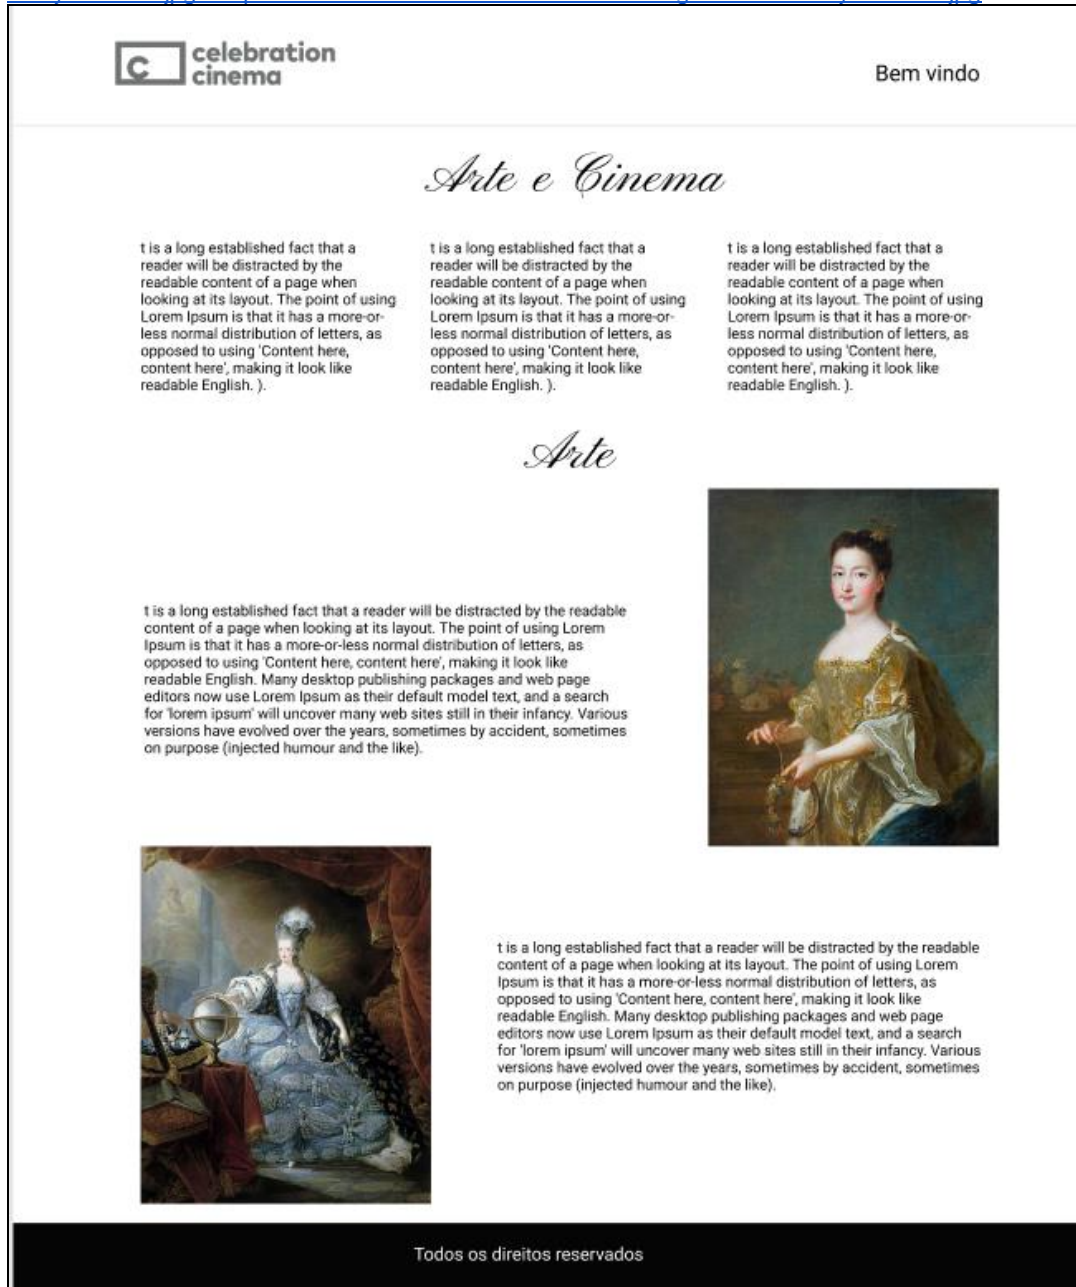 celebration
cinema
Bem vindo
Arte e Cinema
t is a long established fact that a
reader will be distracted by the
readable content of a page when
looking at its layout. The point of using
Lorem Ipsum is that it has a more-or-
less normal distribution of letters, as
opposed to using 'Content here,
content here', making it look like
readable English. ).
t is a long established fact that a
reader will be distracted by the
readable content of a page when
looking at its layout. The point of using
Lorem Ipsum is that it has a more-or-
less normal distribution of letters, as
opposed to using 'Content here,
content here', making it look like
readable English. ).
t is a long established fact that a
reader will be distracted by the
readable content of a page when
looking at its layout. The point of using
Lorem Ipsum is that it has a more-or-
less normal distribution of letters, as
opposed to using 'Content here,
content here', making it look like
readable English. ).
Arte
t is a long established fact that a reader will be distracted by the readable
content of a page when looking at its layout. The point of using Lorem
Ipsum is that it has a more-or-less normal distribution of letters, as
opposed to using 'Content here, content here', making it look like
readable English. Many desktop publishing packages and web page
editors now use Lorem Ipsum as their default model text, and a search
for 'lorem ipsum' will uncover many web sites still in their infancy. Various
versions have evolved over the years, sometimes by accident, sometimes
on purpose (injected humour and the like).
t is a long established fact that a reader will be distracted by the readable
content of a page when looking at its layout. The point of using Lorem
Ipsum is that it has a more-or-less normal distribution of letters, as
opposed to using 'Content here, content here', making it look like
readable English. Many desktop publishing packages and web page
editors now use Lorem Ipsum as their default model text, and a search
for 'lorem ipsum' will uncover many web sites still in their infancy. Various
versions have evolved over the years, sometimes by accident, sometimes
on purpose (injected humour and the like).
Todos os direitos reservados